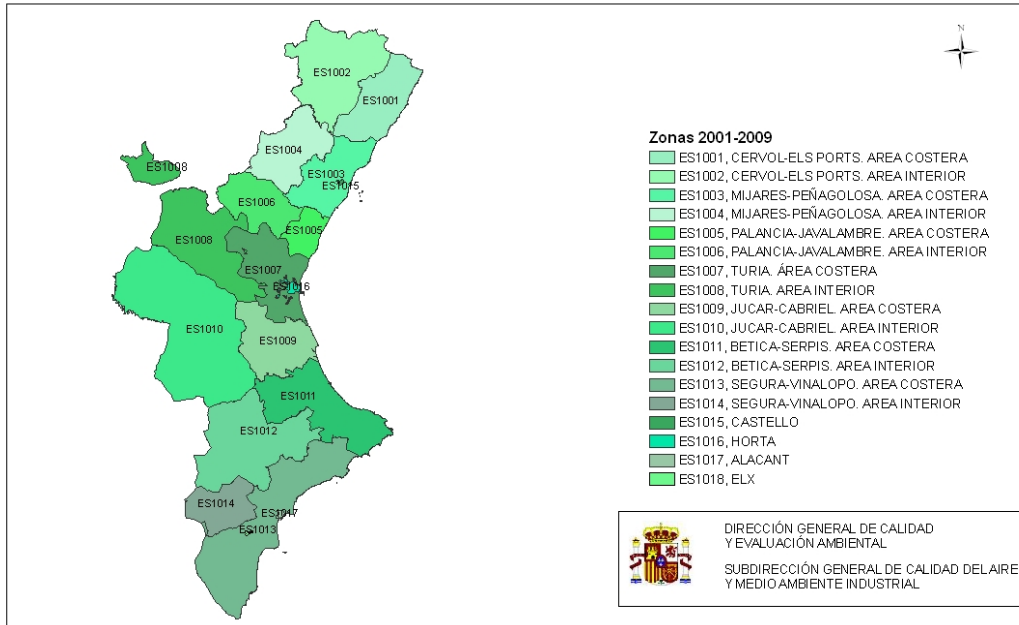 N
ES1002
ES1001
ES1004
ES1008
ES1003
ES1015
ES1006
ES1005
ES1008
ES1007
ES1016
ES1010
ES1009
ES1011
ES1012
ES1014
ES1017
ES1013
Zonas 2001-2009
ES1001, CERVOL-ELS PORTS. AREA COSTERA
ES1002, CERVOL-ELS PORTS. AREA INTERIOR
ES1003, MIJARES-PEÑAGOLOSA. AREA COSTERA
ES1004, MIJARES-PEÑAGOLOSA. AREA INTERIOR
ES1005, PALANCIA-JAVALAMBRE. AREA COSTERA
ES1006, PALANCIA-JAVALAMBRE. AREA INTERIOR
ES1007, TURIA. ÁREA COSTERA
ES1008, TURIA. AREA INTERIOR
ES1009, JUCAR-CABRIEL. AREA COSTERA
ES1010, JUCAR-CABRIEL. AREA INTERIOR
ES1011, BETICA-SERPIS. AREA COSTERA
ES1012, BETICA-SERPIS. AREA INTERIOR
ES1013, SEGURA-VINALOPO. AREA COSTERA
ES1014, SEGURA-VINALOPO. AREA INTERIOR
ES1015, CASTELLO
ES1016, HORTA
ES1017, ALACANT
ES1018, ELX
DIRECCIÓN GENERAL DE CALIDAD
Y EVALUACIÓN AMBIENTAL
SUBDIRECCIÓN GENERAL DE CALIDAD DEL AIRE
Y MEDIO AMBIENTE INDUSTRIAL